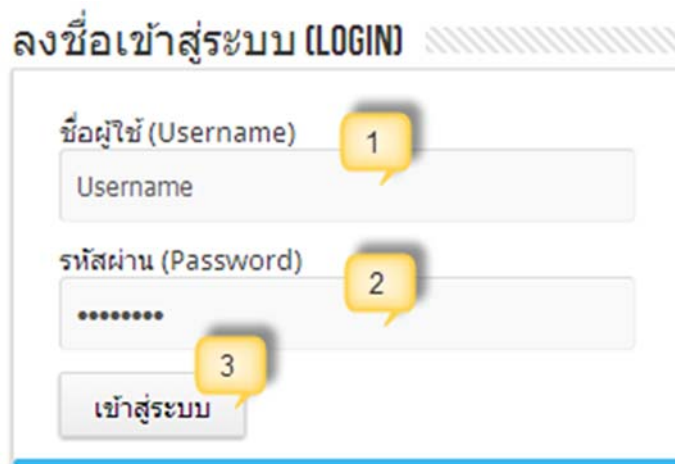 ลงชื่อเข้าสู่ระบบ (LOGIN)
ชื่อผู้ใช้ (Username)
1
Username
รหัสผ่าน (Password)
2
••••••••
3
เข้าสู่ระบบ